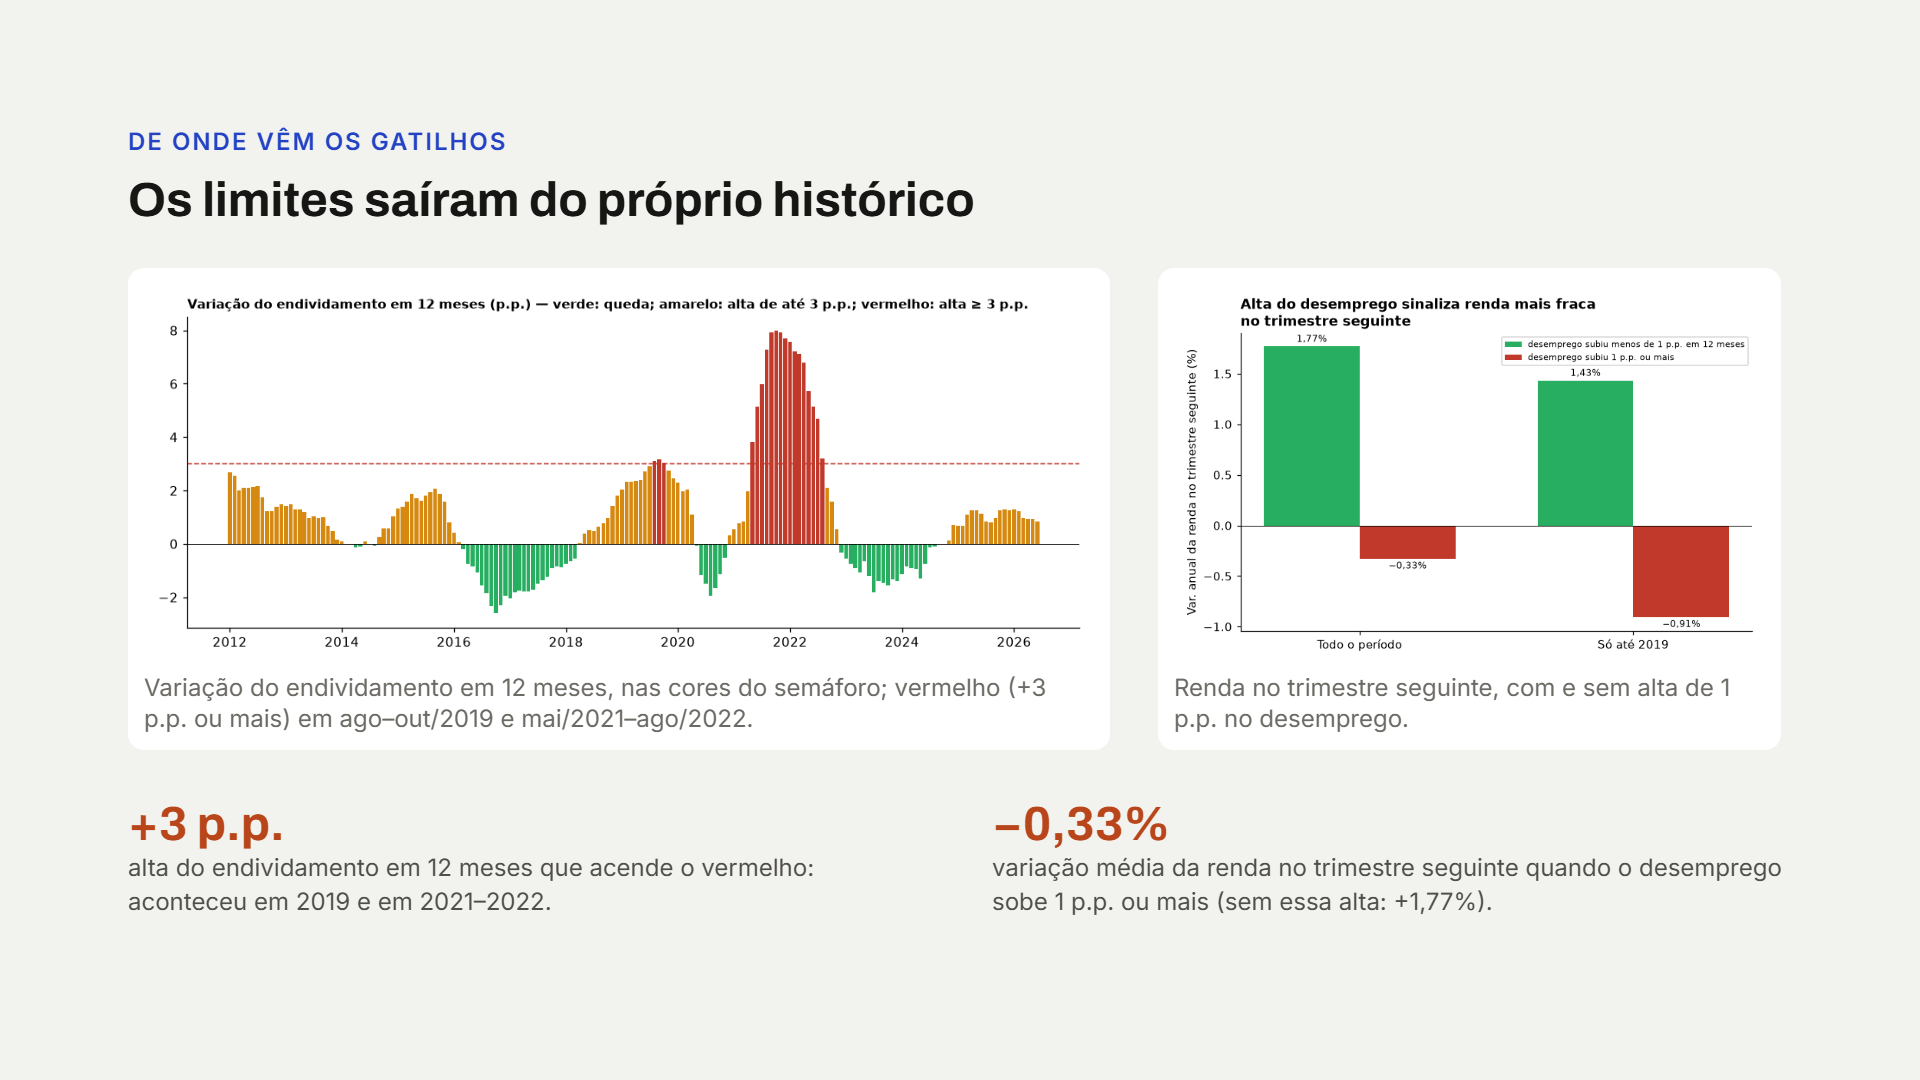 DE ONDE VÊM OS GATILHOS
Os limites saíram do próprio histórico
Variação do endividamento em 12 meses (p.p.) — verde: queda; amarelo: alta de até 3 p.p.; vermelho: alta ≥ 3 p.p.
8
6
4
2
0
−2
2012 2014 2016 2018 2020 2022 2024 2026
Variação do endividamento em 12 meses, nas cores do semáforo; vermelho (+3
p.p. ou mais) em ago–out/2019 e mai/2021–ago/2022.
Alta do desemprego sinaliza renda mais fraca
no trimestre seguinte
Var. anual da renda no trimestre seguinte (%)
1.5
1.0
0.5
0.0
−0.5
−1.0
desemprego subiu menos de 1 p.p. em 12 meses
desemprego subiu 1 p.p. ou mais
1,77%
−0,33%
1,43%
−0,91%
Todo o período Só até 2019
Renda no trimestre seguinte, com e sem alta de 1
p.p. no desemprego.
+3 p.p.
alta do endividamento em 12 meses que acende o vermelho:
aconteceu em 2019 e em 2021–2022.
−0,33%
variação média da renda no trimestre seguinte quando o desemprego
sobe 1 p.p. ou mais (sem essa alta: +1,77%).